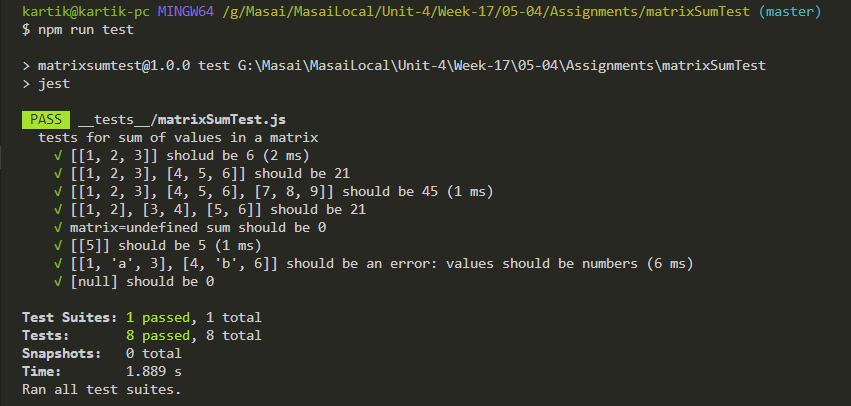 kartik@kartik-pc MINGW64 /g/Masai/MasaiLocal/Unit-4/Week-17/05-04/Assignments/matrixSumTest (master)
$ npm run test
> matrixsumtest@1.0.0 test G:\Masai\MasaiLocal\Unit-4\Week-17\05-04\Assignments\matrixSumTest
> jest
PASS __tests__/matrixSumTest.js
tests for sum of values in a matrix
√ [[1, 2, 3]] sholud be 6 (2 ms)
√ [[1, 2, 3], [4, 5, 6]] should be 21
√ [[1, 2, 3], [4, 5, 6], [7, 8, 9]] should be 45 (1 ms)
√ [[1, 2], [3, 4], [5, 6]] should be 21
√ matrix=undefined sum should be 0
√ [[5]] should be 5 (1 ms)
√ [[1, 'a', 3], [4, 'b', 6]] should be an error: values should be numbers (6 ms)
√ [null] should be 0
Test Suites: 1 passed, 1 total
Tests: 8 passed, 8 total
Snapshots: 0 total
Time: 1.889 s
Ran all test suites.